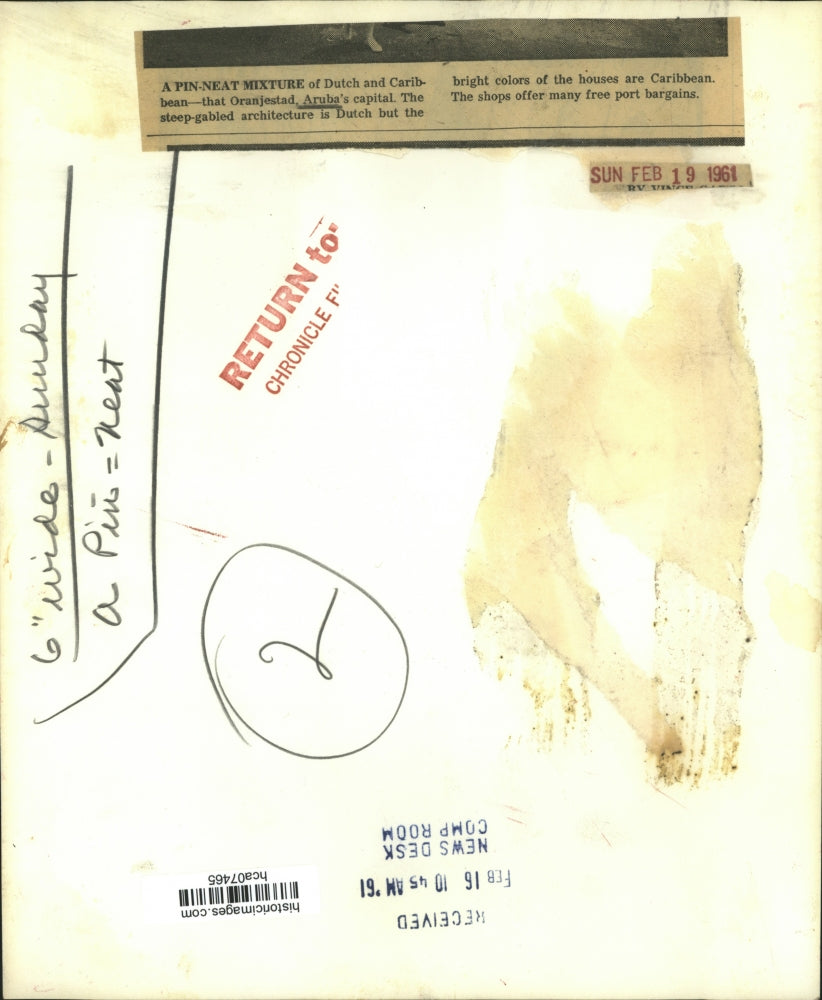 A PIN-NEAT MIXTURE of Dutch and Carib-
bean—that Oranjestad, Aruba's capital. The
steep-gabled architecture is Dutch but the
bright colors of the houses are Caribbean.
The shops offer many free port bargains.
SUN FEB 19 1961
BY VINCE
RETURN to
CHRONICLE
6" wide - Sunday
a Pin = neat
2
RECEIVED
FEB 16 10 45 AM '61
NEWS DESK
COMP ROOM
historicimages.com
hca07465